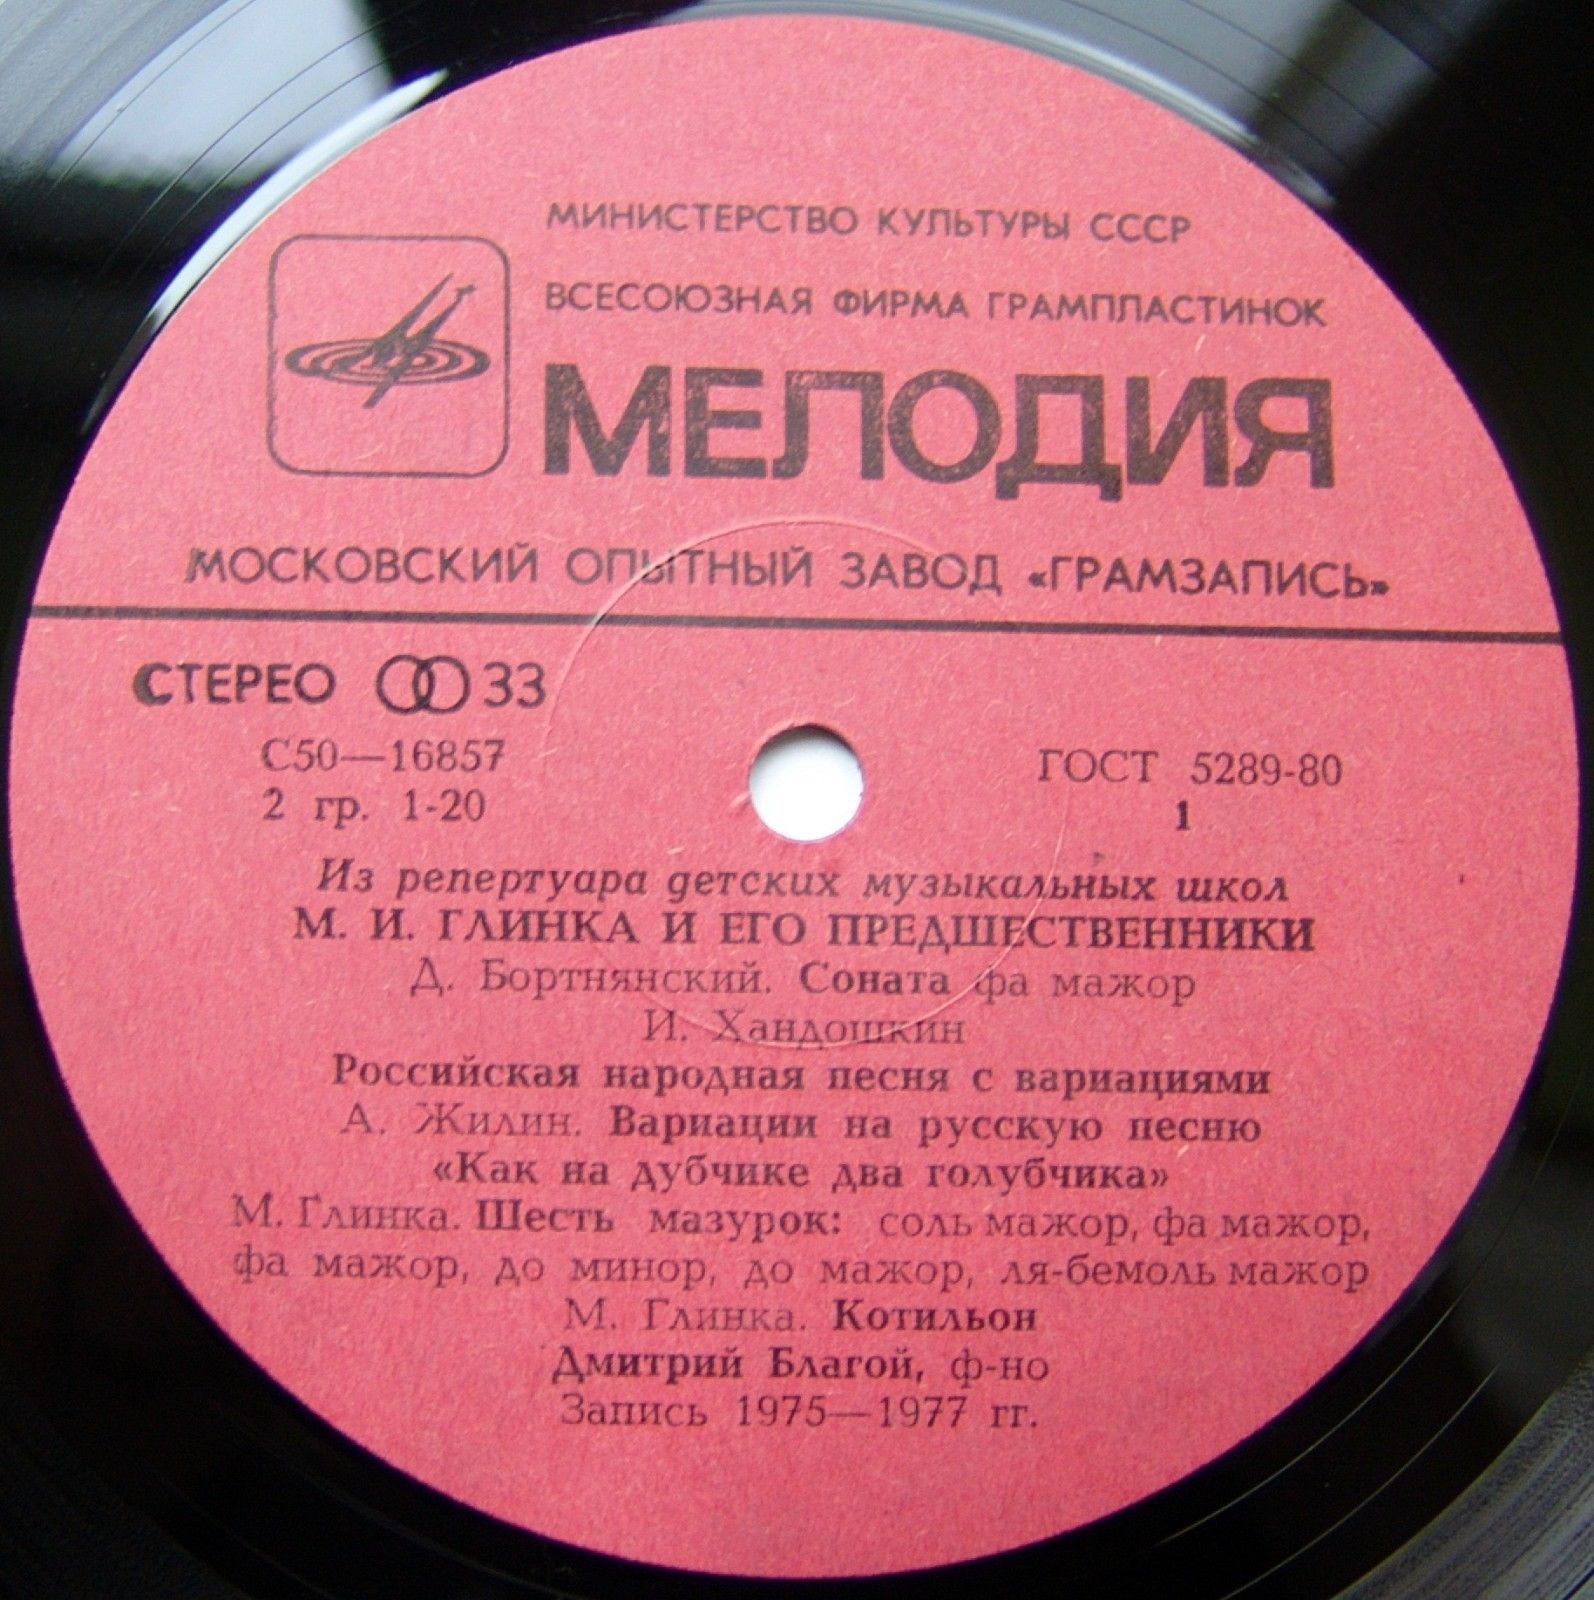 МИНИСТЕРСТВО КУЛЬТУРЫ СССР
ВСЕСОЮЗНАЯ ФИРМА ГРАМПЛАСТИНОК
МЕЛОДИЯ
МОСКОВСКИЙ ОПЫТНЫЙ ЗАВОД «ГРАМЗАПИСЬ»
СТЕРЕО 33
С50—16857 ГОСТ 5289-80
2 гр. 1-20 1
Из репертуара детских музыкальных школ
М. И. ГЛИНКА И ЕГО ПРЕДШЕСТВЕННИКИ
Д. Бортнянский. Соната фа мажор
И. Хандошкин
Российская народная песня с вариациями
А. Жилин. Вариации на русскую песню
«Как на дубчике два голубчика»
М. Глинка. Шесть мазурок: соль мажор, фа мажор,
фа мажор, до минор, до мажор, ля-бемоль мажор
М. Глинка. Котильон
Дмитрий Благой, ф-но
Запись 1975—1977 гг.